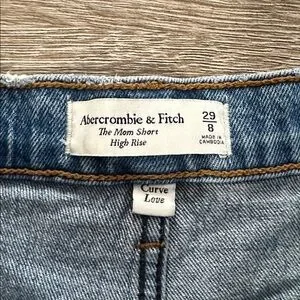 Abercrombie & Fitch
The Mom Short
High Rise
29
8
MADE IN
CAMBODIA
Curve
Love